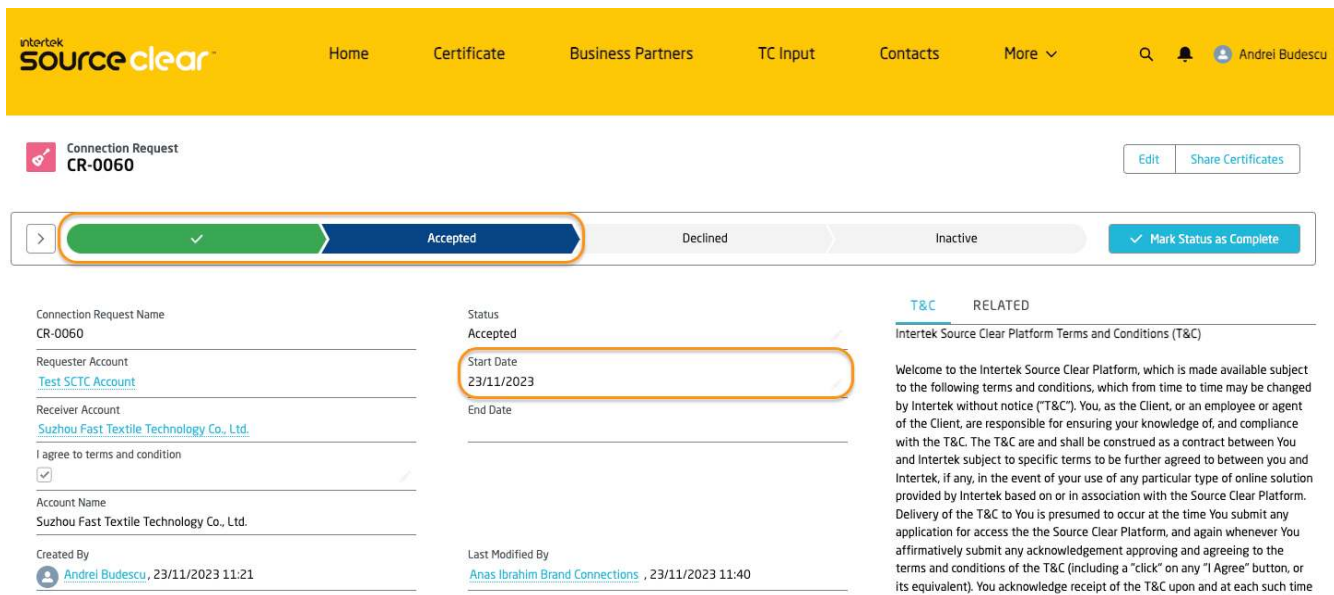 intertek
source clear
Home Certificate Business Partners TC Input Contacts More Andrei Budescu
Connection Request
CR-0060
Edit Share Certificates
Accepted Declined Inactive Mark Status as Complete
Connection Request Name
CR-0060
Requester Account
Test SCTC Account
Receiver Account
Suzhou Fast Textile Technology Co., Ltd.
I agree to terms and condition
Account Name
Suzhou Fast Textile Technology Co., Ltd.
Created By
Andrei Budescu, 23/11/2023 11:21
Status
Accepted
Start Date
23/11/2023
End Date
Last Modified By
Anas Ibrahim Brand Connections , 23/11/2023 11:40
T&C RELATED
Intertek Source Clear Platform Terms and Conditions (T&C)
Welcome to the Intertek Source Clear Platform, which is made available subject
to the following terms and conditions, which from time to time may be changed
by Intertek without notice ("T&C"). You, as the Client, or an employee or agent
of the Client, are responsible for ensuring your knowledge of, and compliance
with the T&C. The T&C are and shall be construed as a contract between You
and Intertek subject to specific terms to be further agreed to between you and
Intertek, if any, in the event of your use of any particular type of online solution
provided by Intertek based on or in association with the Source Clear Platform.
Delivery of the T&C to You is presumed to occur at the time You submit any
application for access the the Source Clear Platform, and again whenever You
affirmatively submit any acknowledgement approving and agreeing to the
terms and conditions of the T&C (including a "click" on any "I Agree" button, or
its equivalent). You acknowledge receipt of the T&C upon and at each such time